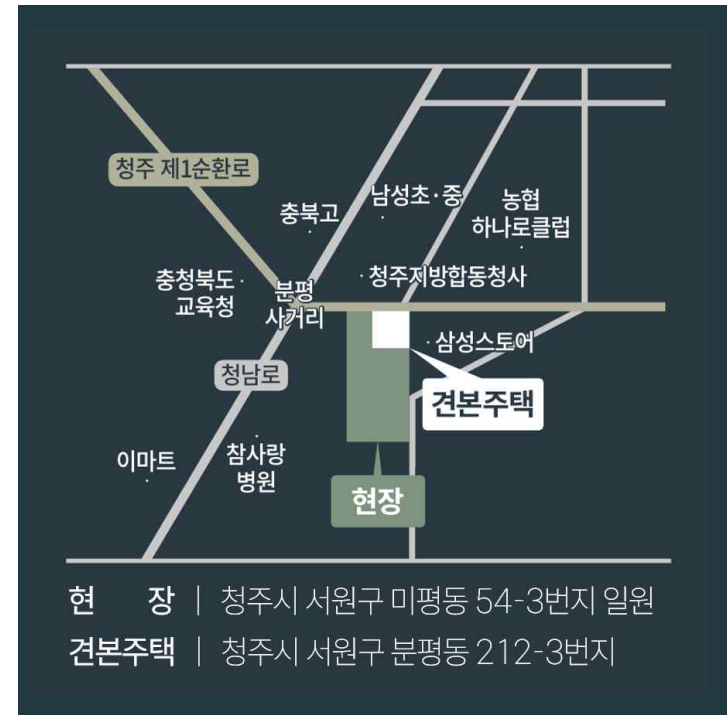 청주 제1순환로
충북고
남성초·중
농협
하나로클럽
충청북도
교육청
분평
사거리
청주지방합동청사
삼성스토어
청남로
견본주택
이마트
참사랑
병원
현장
현 장 | 청주시 서원구 미평동 54-3번지 일원
견본주택 | 청주시 서원구 분평동 212-3번지